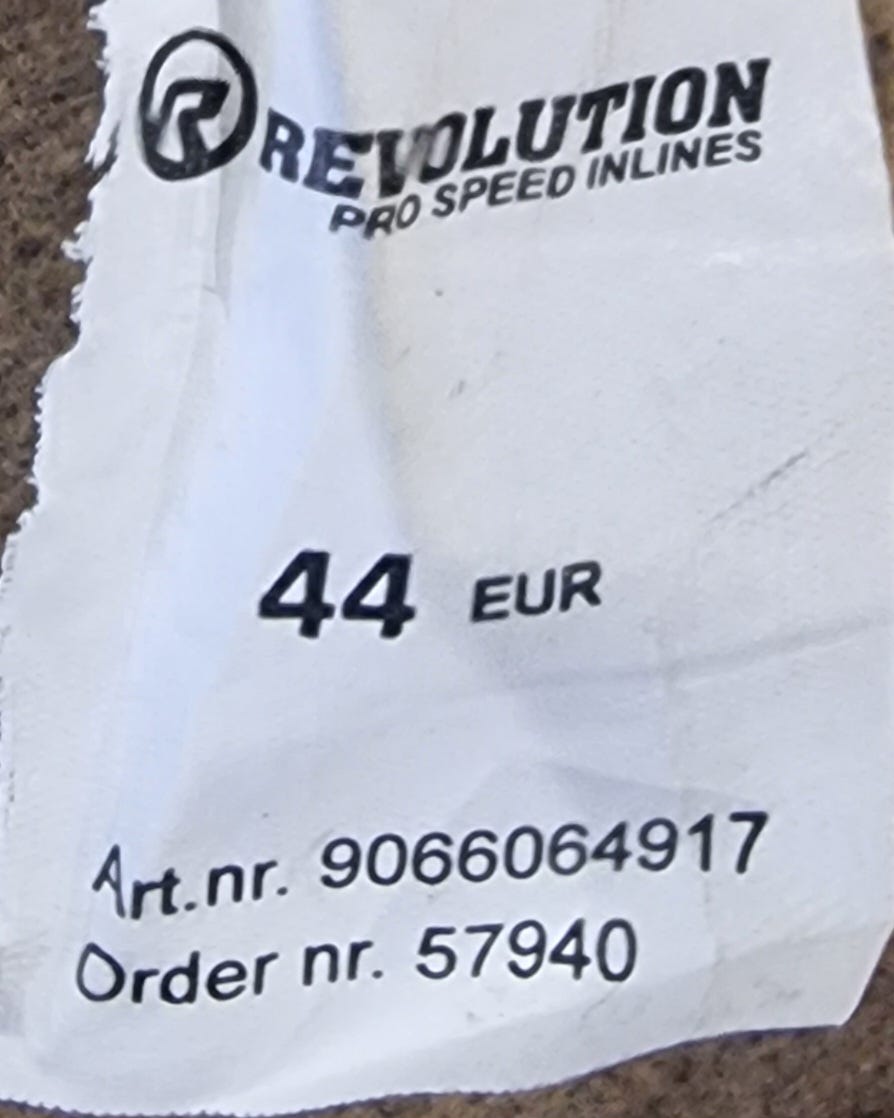 R REVOLUTION
PRO SPEED INLINES
44 EUR
Art.nr. 9066064917
Order nr. 57940